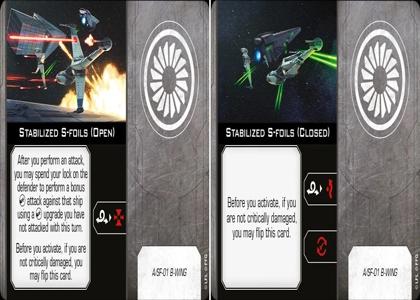 STABILIZED S-FOILS (OPEN)
After you perform an attack,
you may spend your lock on the
defender to perform a bonus
attack against that ship
using a upgrade you have
not attacked with this turn.
Before you activate, if you
are not critically damaged,
you may flip this card.
A/SF-01 B-WING
STABILIZED S-FOILS (CLOSED)
Before you activate, if you
are not critically damaged,
you may flip this card.
A/SF-01 B-WING
©LFL ©FFG